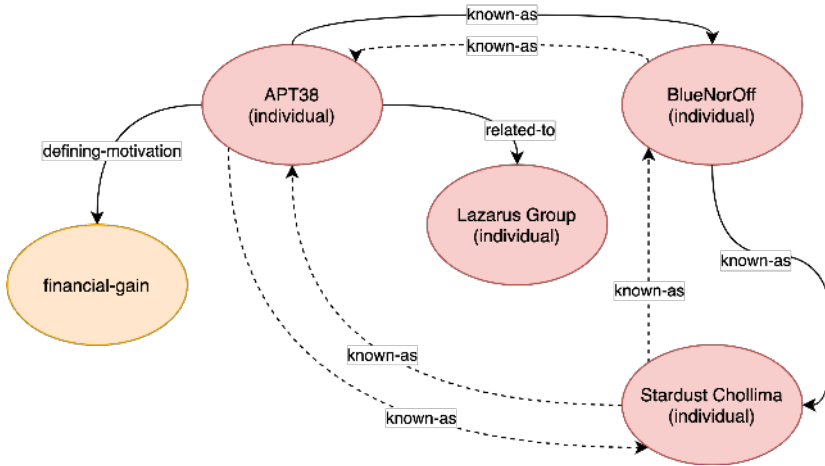 known-as
known-as
APT38
(individual)
BlueNorOff
(individual)
related-to
defining-motivation
Lazarus Group
(individual)
known-as
financial-gain
known-as
known-as
Stardust Chollima
(individual)
known-as